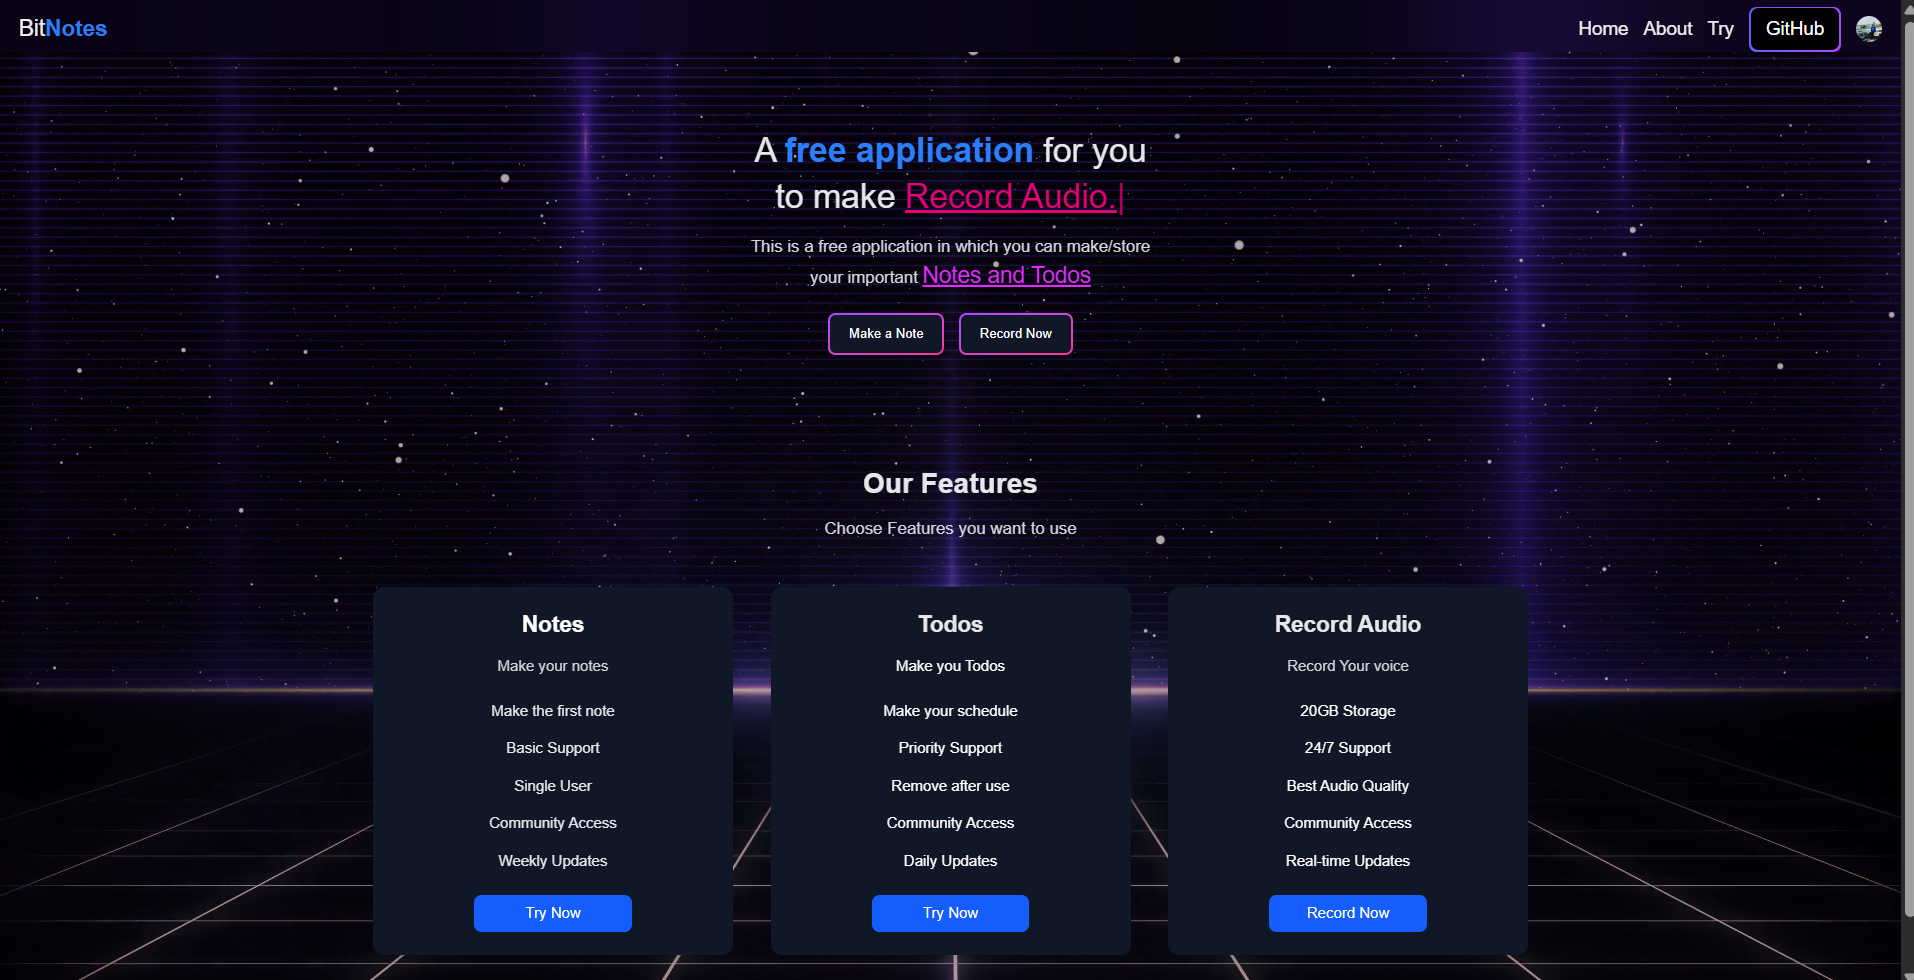 BitNotes
Home About Try GitHub
A free application for you
to make Record Audio.|
This is a free application in which you can make/store
your important Notes and Todos
Make a Note Record Now
Our Features
Choose Features you want to use
Notes
Make your notes
Make the first note
Basic Support
Single User
Community Access
Weekly Updates
Try Now
Todos
Make you Todos
Make your schedule
Priority Support
Remove after use
Community Access
Daily Updates
Try Now
Record Audio
Record Your voice
20GB Storage
24/7 Support
Best Audio Quality
Community Access
Real-time Updates
Record Now